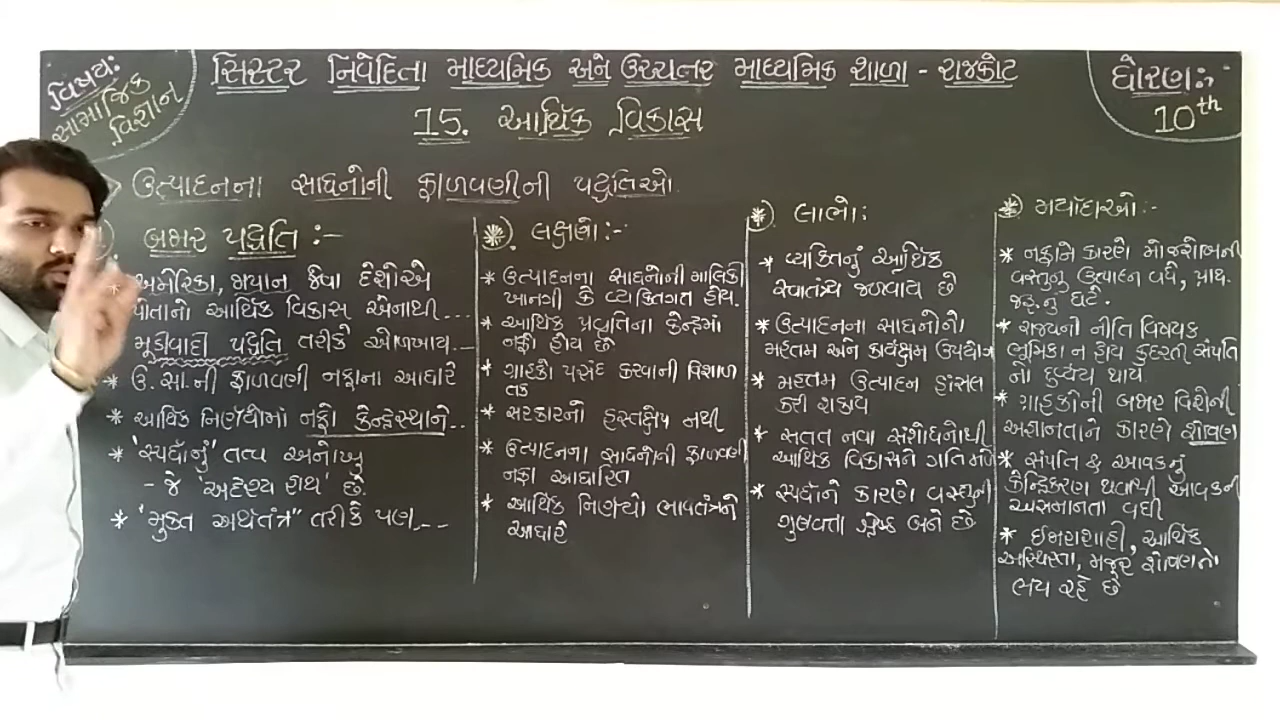 વિષય:
સામાજિક
વિજ્ઞાન
સિસ્ટર નિવેદિતા માધ્યમિક અને ઉચ્ચતર માધ્યમિક શાળા - રાજકોટ
ધોરણ:-
10th
15. આર્થિક વિકાસ
ઉત્પાદનના સાધનોની ફાળવણીની પદ્ધતિઓ.
બજાર પદ્ધતિ :-
* અમેરિકા, જાપાન જેવા દેશોએ
પોતાનો આર્થિક વિકાસ એનાથી...
મૂડીવાદી પદ્ધતિ તરીકે ઓળખાય...
* ઉ. સા.ની ફાળવણી નફાના આધારે
* આર્થિક નિર્ણયોમાં નફો કેન્દ્રસ્થાને..
* 'સ્પર્ધાનું' તત્વ અનોખુ
- જે 'અદ્રશ્ય હાથ' છે.
* 'મુક્ત અર્થતંત્ર" તરીકે પણ...
*). લક્ષણો:-
* ઉત્પાદનના સાધનોની માલિકી
ખાનગી કે વ્યક્તિગત હોય.
* આર્થિક પ્રવૃતિના કેન્દ્રમાં
નફો હોય છે
* ગ્રાહકો પસંદ કરવાની વિશાળ
તક
* સરકારનો હસ્તક્ષેપ નથી
* ઉત્પાદનના સાધનોની ફાળવણી
નફા આધારિત
* આર્થિક નિર્ણયો ભાવતંત્રને
આધારે
*) લાભો:
* વ્યક્તિનું આર્થિક
સ્વાતંત્ર્ય જળવાય છે
* ઉત્પાદનના સાધનોનો
મહતમ અને કાર્યક્ષમ ઉપયોગ
* મહતમ ઉત્પાદન હાંસલ
કરી શકાય
* સતત નવા સંશોધનોથી
આર્થિક વિકાસને ગતિ મળે
* સ્પર્ધાને કારણે વસ્તુની
ગુણવત્તા શ્રેષ્ઠ બને છે
*) મર્યાદાઓ:-
* નફાને કારણે મોજશોખની
વસ્તુનુ ઉત્પાદન વધે, પ્રાથ.
જરૂ.નું ઘટે.
* રાજ્યની નીતિ વિષયક
ભૂમિકા ન હોય કુદરતી સંપતિ
નો દુર્વ્યય થાય
* ગ્રાહકોની બજાર વિશેની
અજ્ઞાનતાને કારણે શોષણ
* સંપતિ & આવકનું
કેન્દ્રિકરણ થવાથી આવકની
અસમાનતા વધી
* ઈજારાશાહી, આર્થિક
અસ્થિરતા, મજૂર શોષણનો
ભય રહે છે